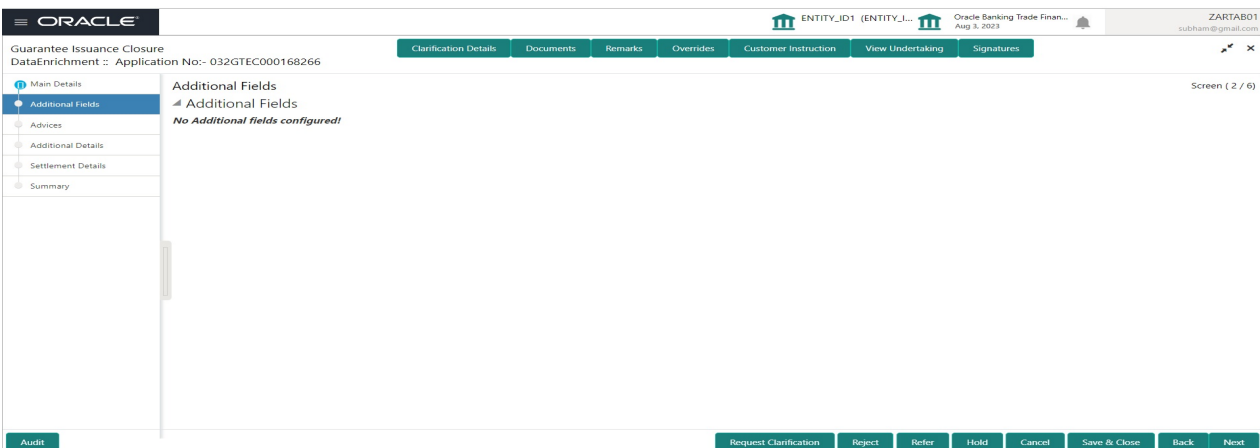 ORACLE
ENTITY_ID1 (ENTITY_I...
Oracle Banking Trade Finan...
Aug 3, 2023
ZARTAB01
subham@gmail.com
Guarantee Issuance Closure
DataEnrichment :: Application No:- 032GTEC000168266
Clarification Details
Documents
Remarks
Overrides
Customer Instruction
View Undertaking
Signatures
Main Details
Additional Fields
Advices
Additional Details
Settlement Details
Summary
Additional Fields
Screen ( 2 / 6)
Additional Fields
No Additional fields configured!
Audit
Request Clarification
Reject
Refer
Hold
Cancel
Save & Close
Back
Next